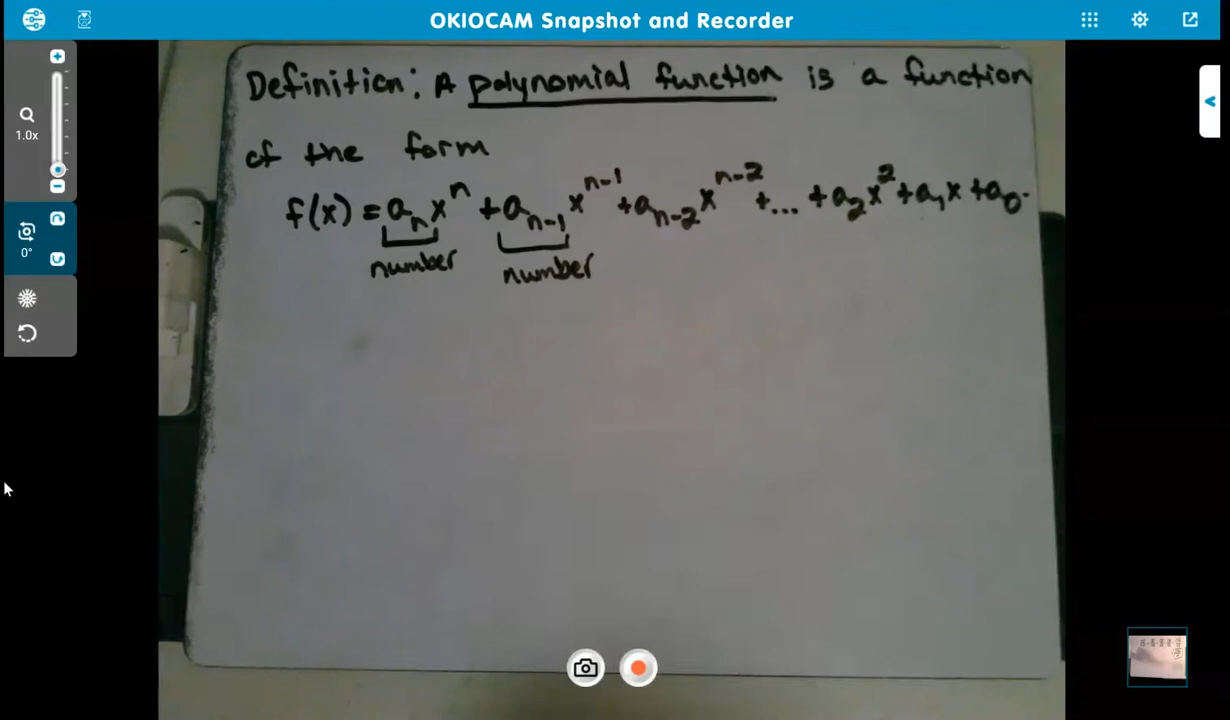 OKIOCAM Snapshot and Recorder
1.0x
0°
Definition: A polynomial function is a function
of the form
f(x) = aₙxⁿ + aₙ₋₁xⁿ⁻¹ + aₙ₋₂xⁿ⁻² + ... + a₂x² + a₁x + a₀.
number number